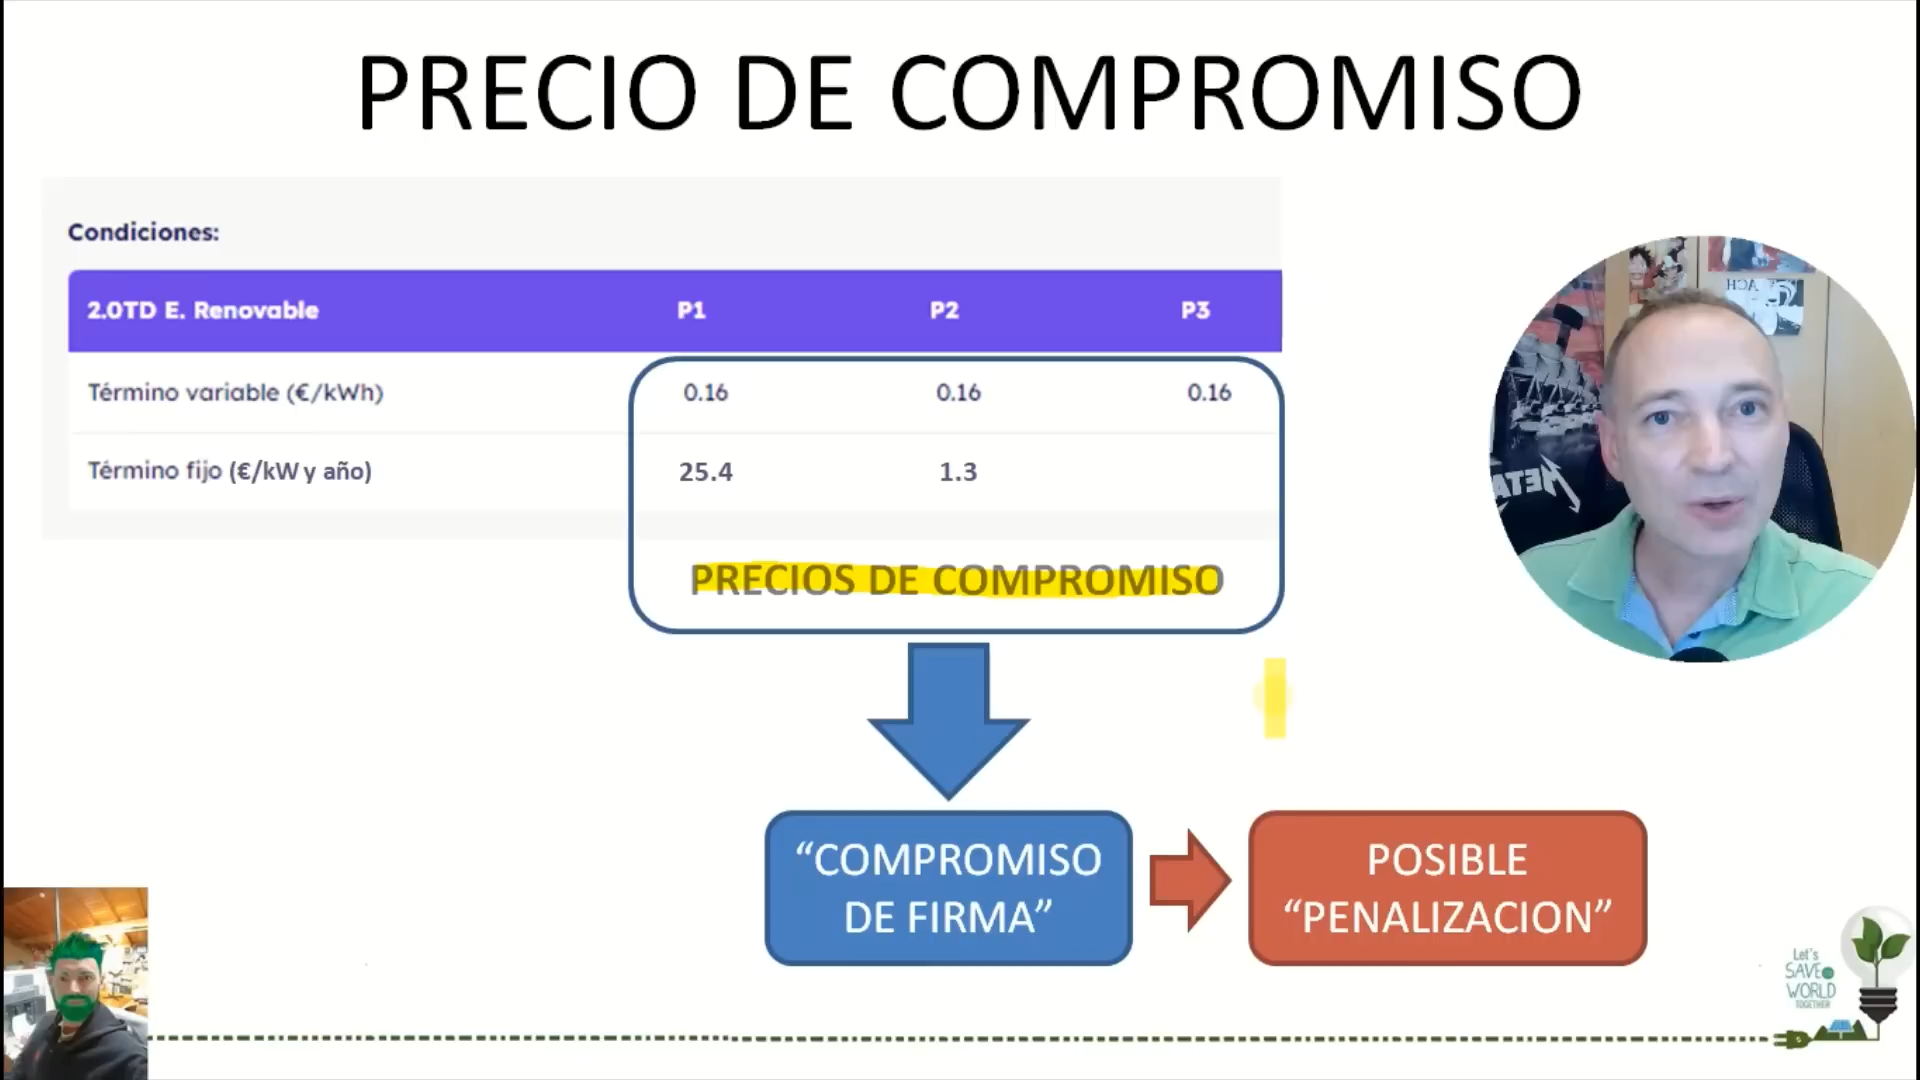 PRECIO DE COMPROMISO
Condiciones:
2.0TD E. Renovable P1 P2 P3
Término variable (€/kWh) 0.16 0.16 0.16
Término fijo (€/kW y año) 25.4 1.3
PRECIOS DE COMPROMISO
“COMPROMISO
DE FIRMA”
POSIBLE
“PENALIZACION”
Let's
SAVE
WORLD
TOGETHER